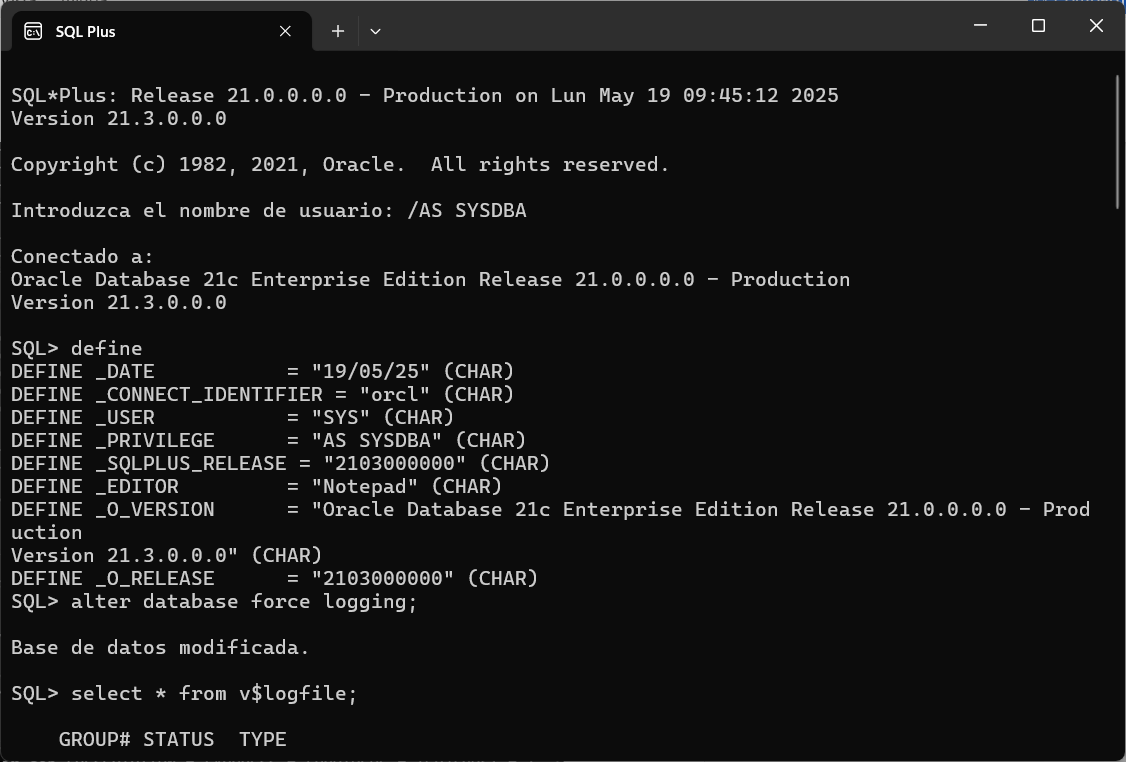 SQL Plus
SQL*Plus: Release 21.0.0.0.0 - Production on Lun May 19 09:45:12 2025
Version 21.3.0.0.0
Copyright (c) 1982, 2021, Oracle.  All rights reserved.
Introduzca el nombre de usuario: /AS SYSDBA
Conectado a:
Oracle Database 21c Enterprise Edition Release 21.0.0.0.0 - Production
Version 21.3.0.0.0
SQL> define
DEFINE _DATE           = "19/05/25" (CHAR)
DEFINE _CONNECT_IDENTIFIER = "orcl" (CHAR)
DEFINE _USER           = "SYS" (CHAR)
DEFINE _PRIVILEGE      = "AS SYSDBA" (CHAR)
DEFINE _SQLPLUS_RELEASE = "2103000000" (CHAR)
DEFINE _EDITOR         = "Notepad" (CHAR)
DEFINE _O_VERSION      = "Oracle Database 21c Enterprise Edition Release 21.0.0.0.0 - Prod
uction
Version 21.3.0.0.0" (CHAR)
DEFINE _O_RELEASE      = "2103000000" (CHAR)
SQL> alter database force logging;
Base de datos modificada.
SQL> select * from v$logfile;
    GROUP# STATUS  TYPE